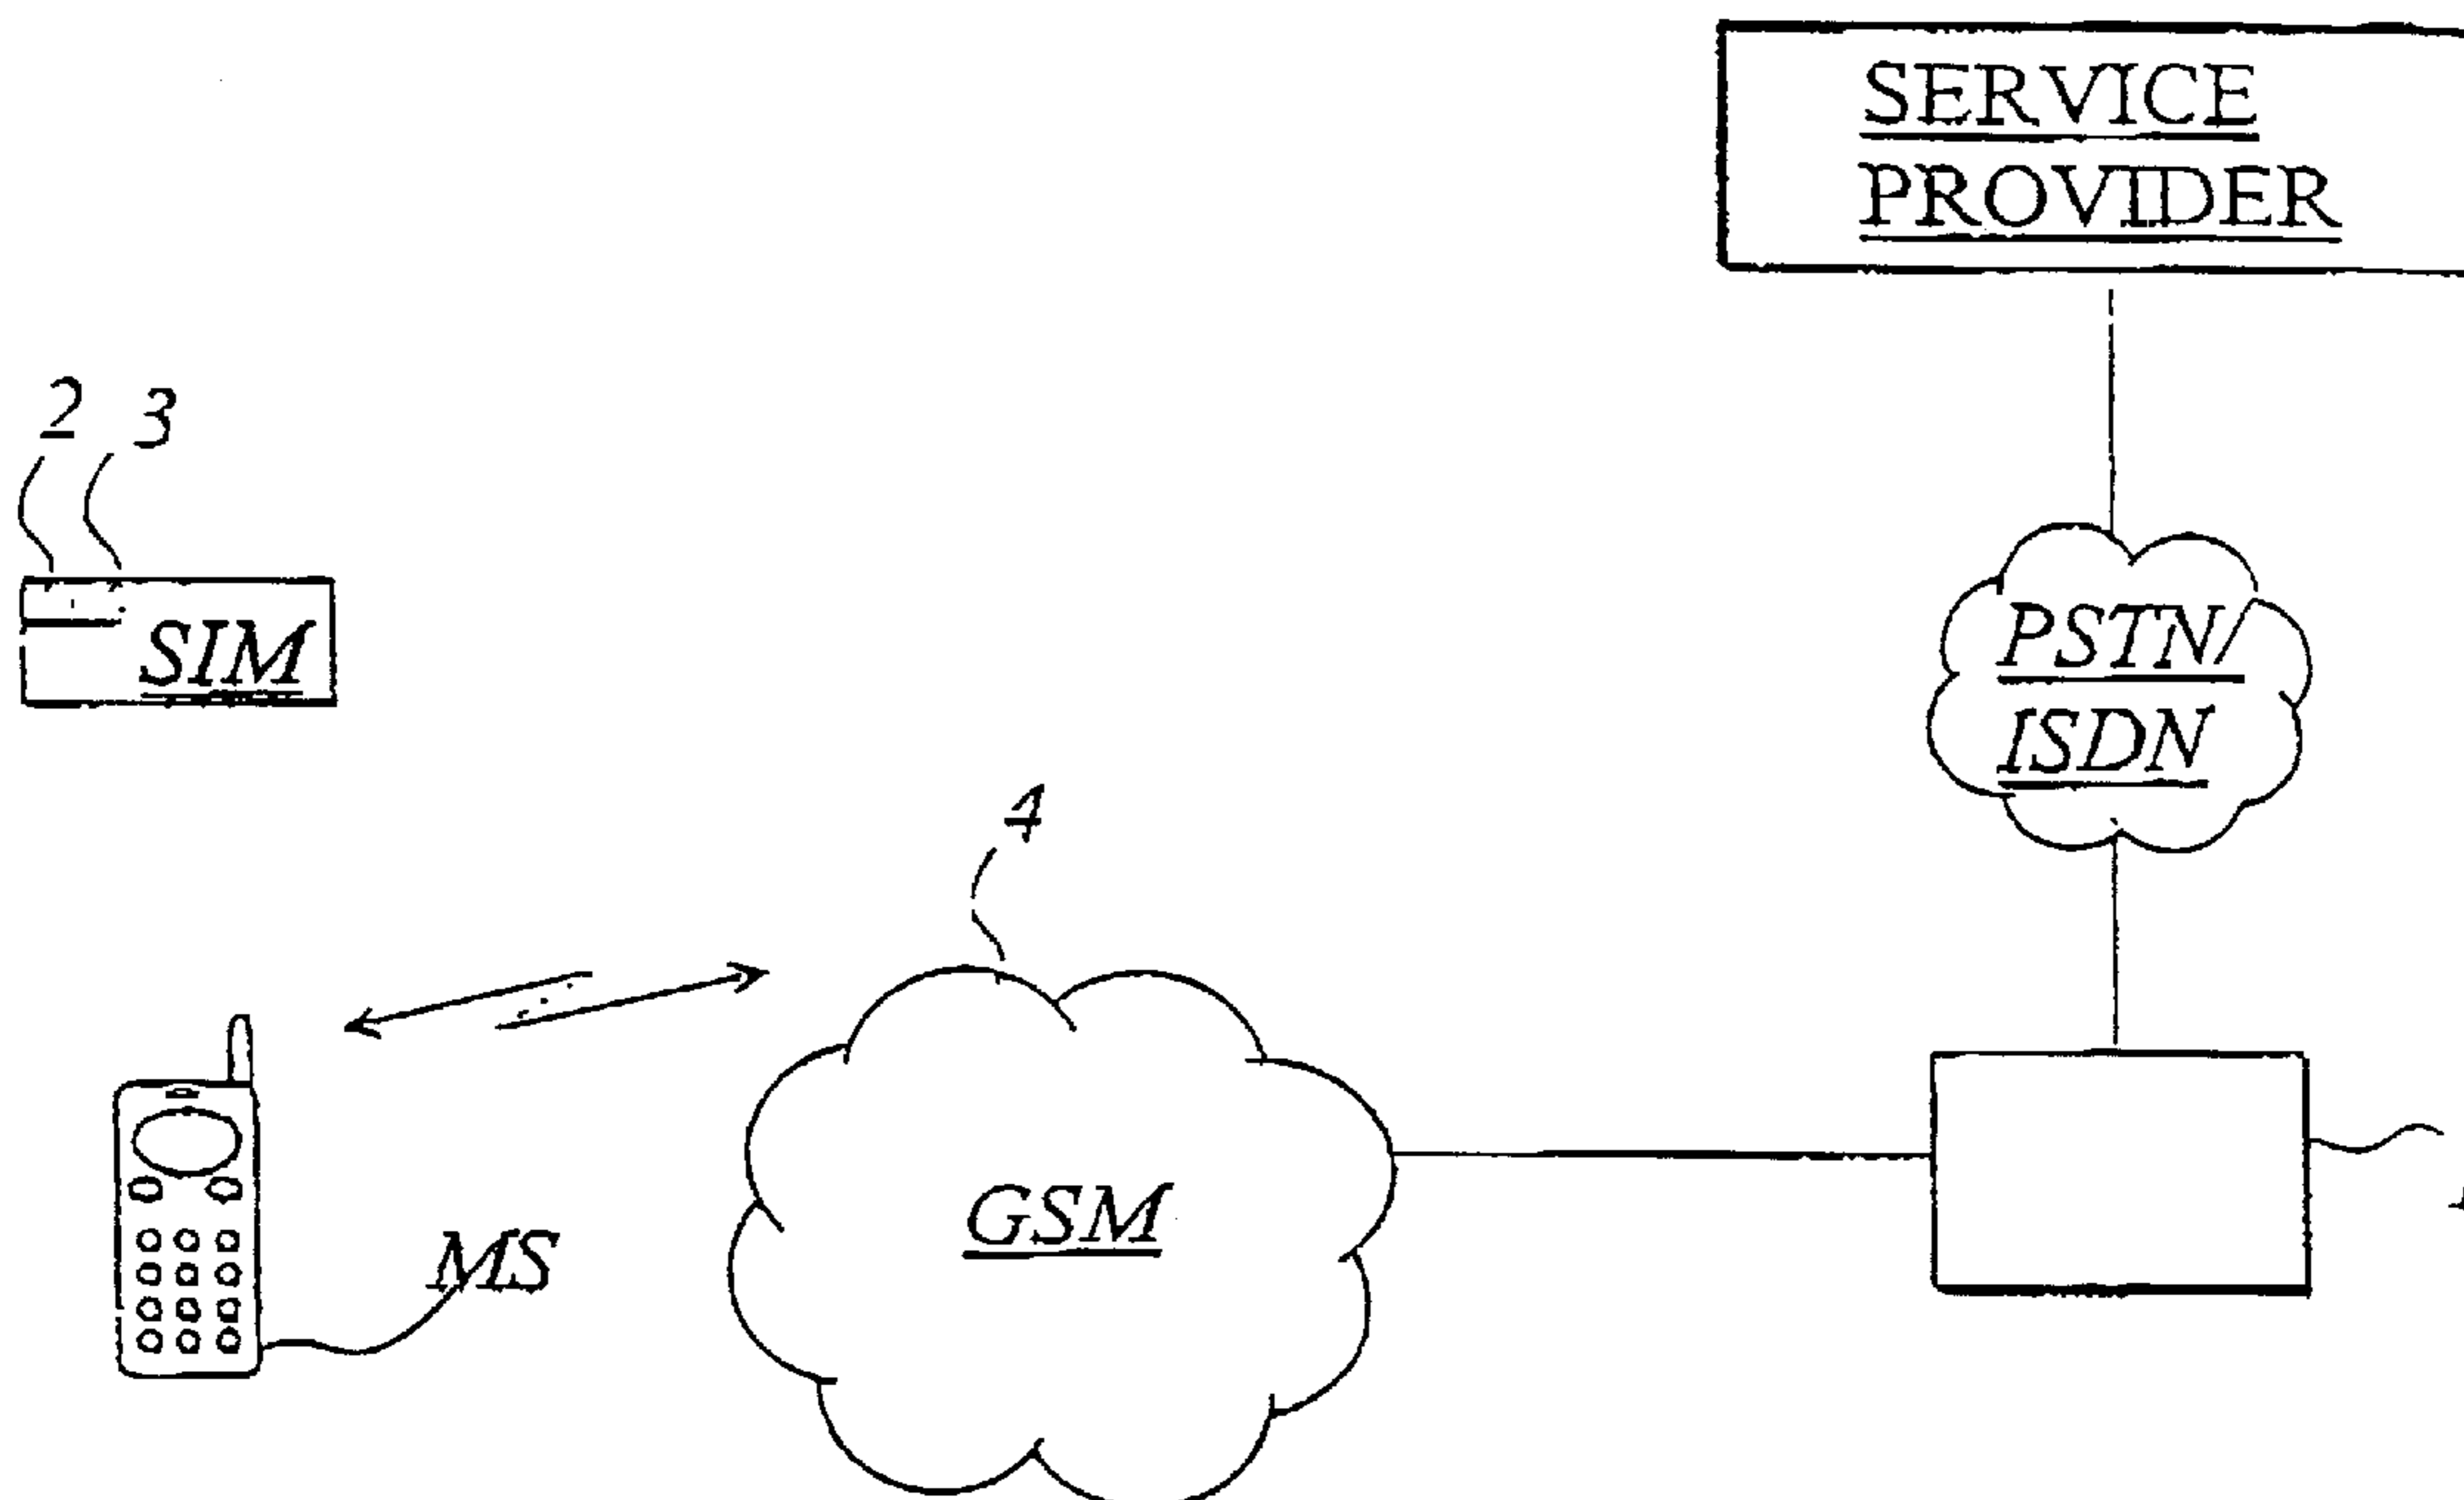 SERVICE
PROVIDER
2 3
SIM
PSTN/
ISDN
4
MS
GSM